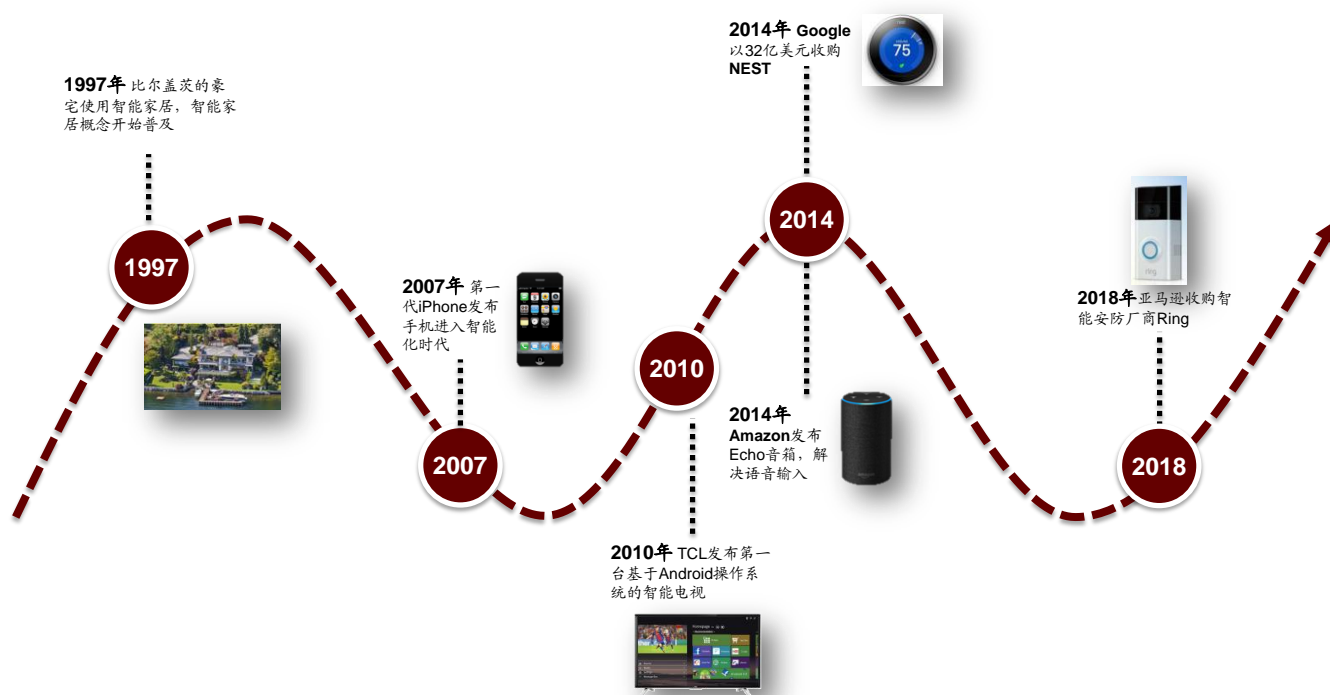 2014年 Google
以32亿美元收购
NEST
75
1997年 比尔盖茨的豪
宅使用智能家居，智能家
居概念开始普及
1997
2014
ring
2007年 第一
代iPhone发布
手机进入智能
化时代
2018年亚马逊收购智
能安防厂商Ring
2010
2014年
Amazon发布
Echo音箱，解
决语音输入
2007
2018
2010年 TCL发布第一
台基于Android操作系
统的智能电视
Homepage